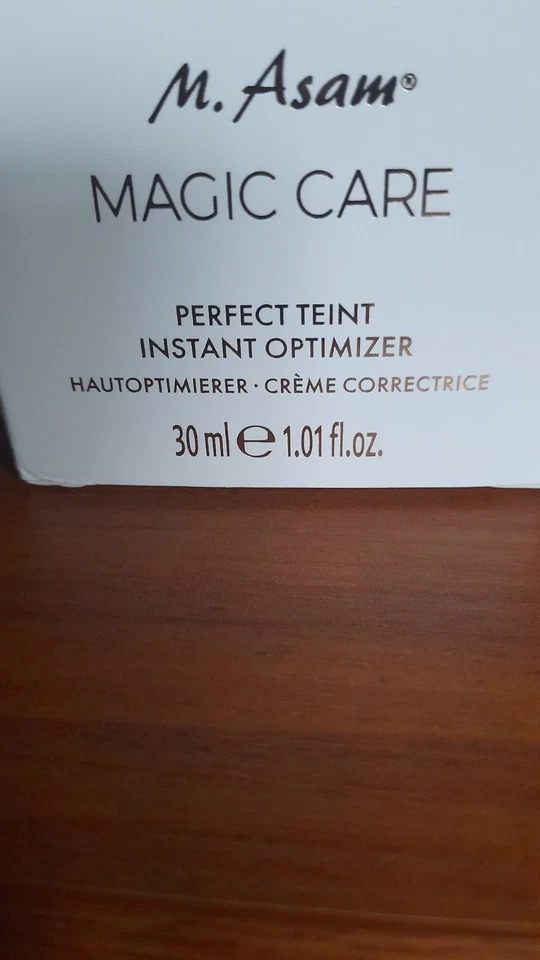 M. Asam®
MAGIC CARE
PERFECT TEINT
INSTANT OPTIMIZER
HAUTOPTIMIERER · CRÈME CORRECTRICE
30 ml ℮ 1.01 fl.oz.